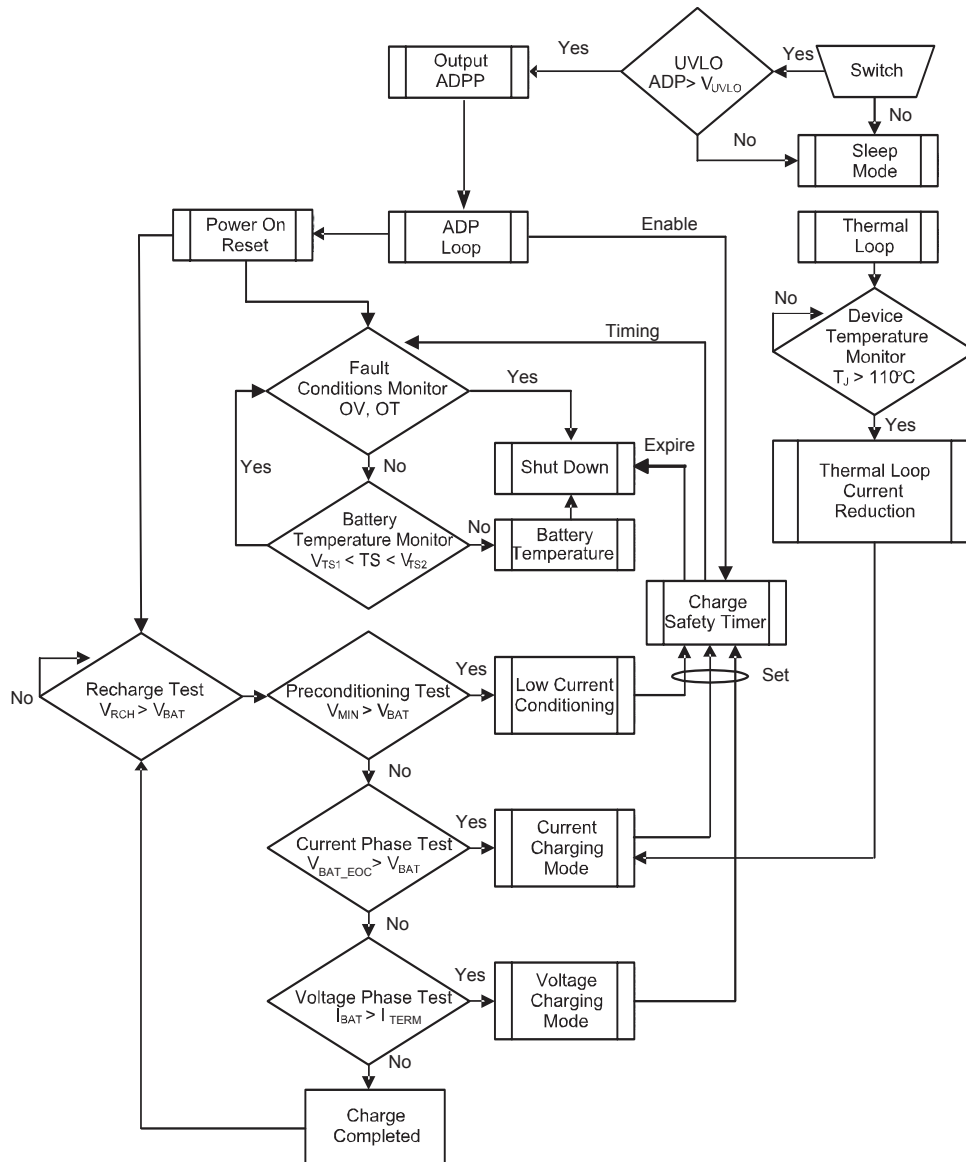 Yes
Output
ADPP
UVLO
ADP> VUVLO
Yes
Switch
No
No
Sleep
Mode
Power On
Reset
ADP
Loop
Enable
Thermal
Loop
No
Device
Temperature
Monitor
TJ > 110°C
Timing
Fault
Conditions Monitor
OV, OT
Yes
Yes
No
Shut Down
Expire
Yes
Thermal Loop
Current
Reduction
Battery
Temperature Monitor
VTS1 < TS < VTS2
No
Battery
Temperature
Charge
Safety Timer
No
Recharge Test
VRCH > VBAT
Preconditioning Test
VMIN > VBAT
Yes
Low Current
Conditioning
Set
No
Current Phase Test
VBAT_EOC > VBAT
Yes
Current
Charging
Mode
No
Voltage Phase Test
IBAT > ITERM
Yes
Voltage
Charging
Mode
No
Charge
Completed